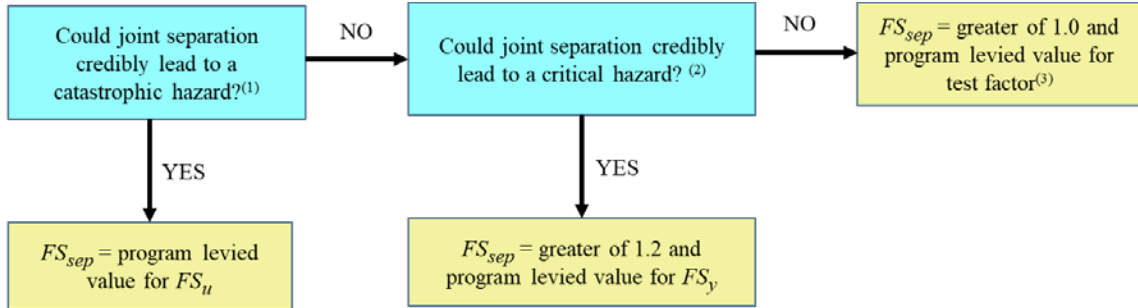 Could joint separation
credibly lead to a
catastrophic hazard?(1)
NO
Could joint separation credibly
lead to a critical hazard? (2)
NO
FSsep = greater of 1.0 and
program levied value for
test factor(3)
YES
YES
FSsep = program levied
value for FSu
FSsep = greater of 1.2 and
program levied value for FSy